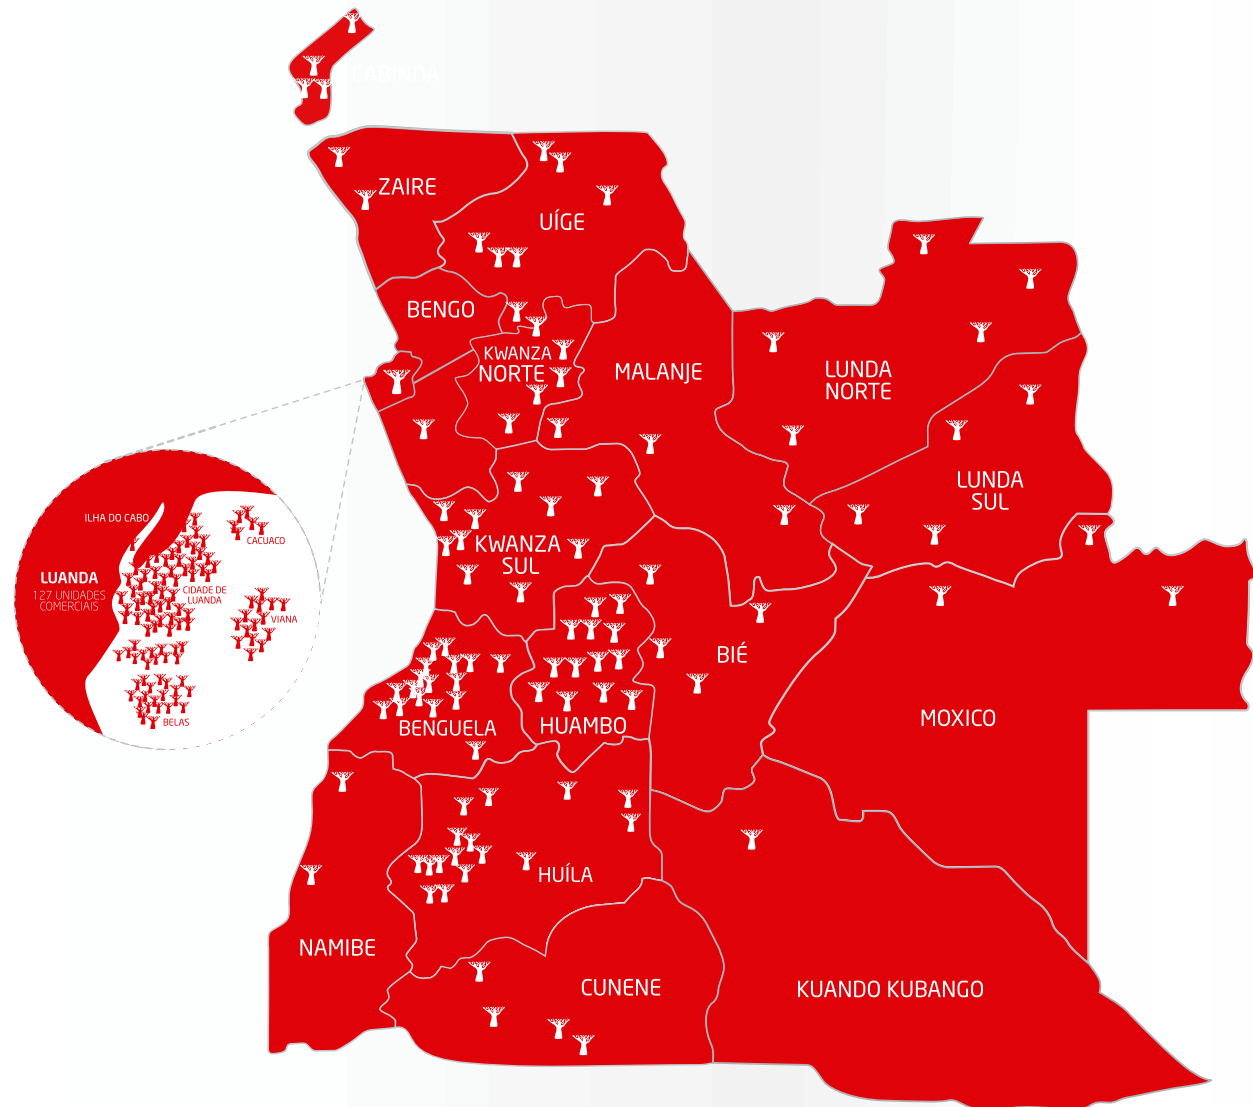 CABINDA
ZAIRE
UÍGE
BENGO
KWANZA
NORTE
MALANJE
LUNDA
NORTE
LUNDA
SUL
ILHA DO CABO
CACUACO
LUANDA
127 UNIDADES
COMERCIAIS
CIDADE DE
LUANDA
VIANA
BELAS
KWANZA
SUL
BIÉ
MOXICO
BENGUELA
HUAMBO
HUÍLA
NAMIBE
CUNENE
KUANDO KUBANGO